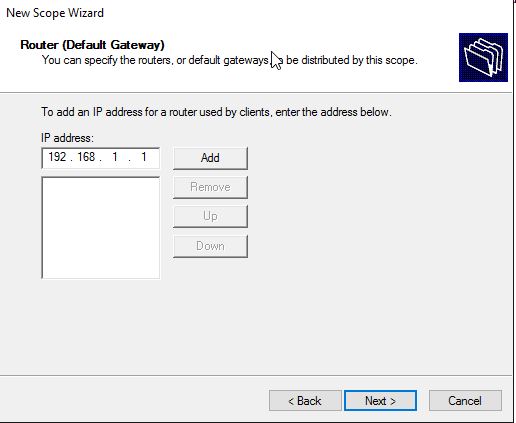 New Scope Wizard
Router (Default Gateway)
You can specify the routers, or default gateways, to be distributed by this scope.
To add an IP address for a router used by clients, enter the address below.
IP address:
192 . 168 . 1 . 1
Add
Remove
Up
Down
< Back
Next >
Cancel